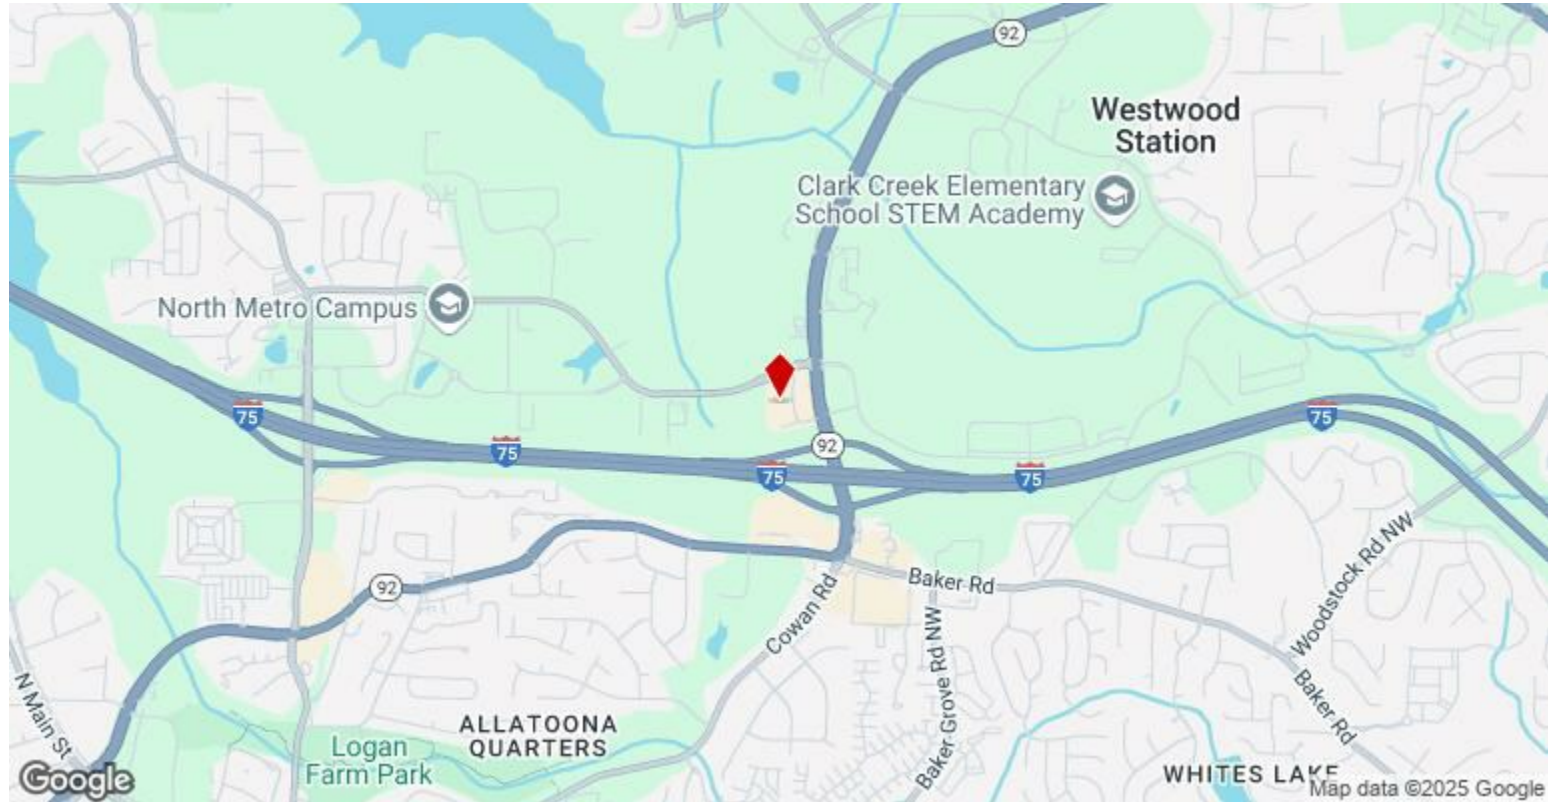 92
Westwood
Station
Clark Creek Elementary
School STEM Academy
North Metro Campus
75
75
92
75
75
75
92
Baker Rd
Cowan Rd
Baker Grove Rd NW
Woodstock Rd NW
Baker Rd
N Main St
ALLATOONA
QUARTERS
Logan
Farm Park
WHITES LAKE
Google
Map data ©2025 Google